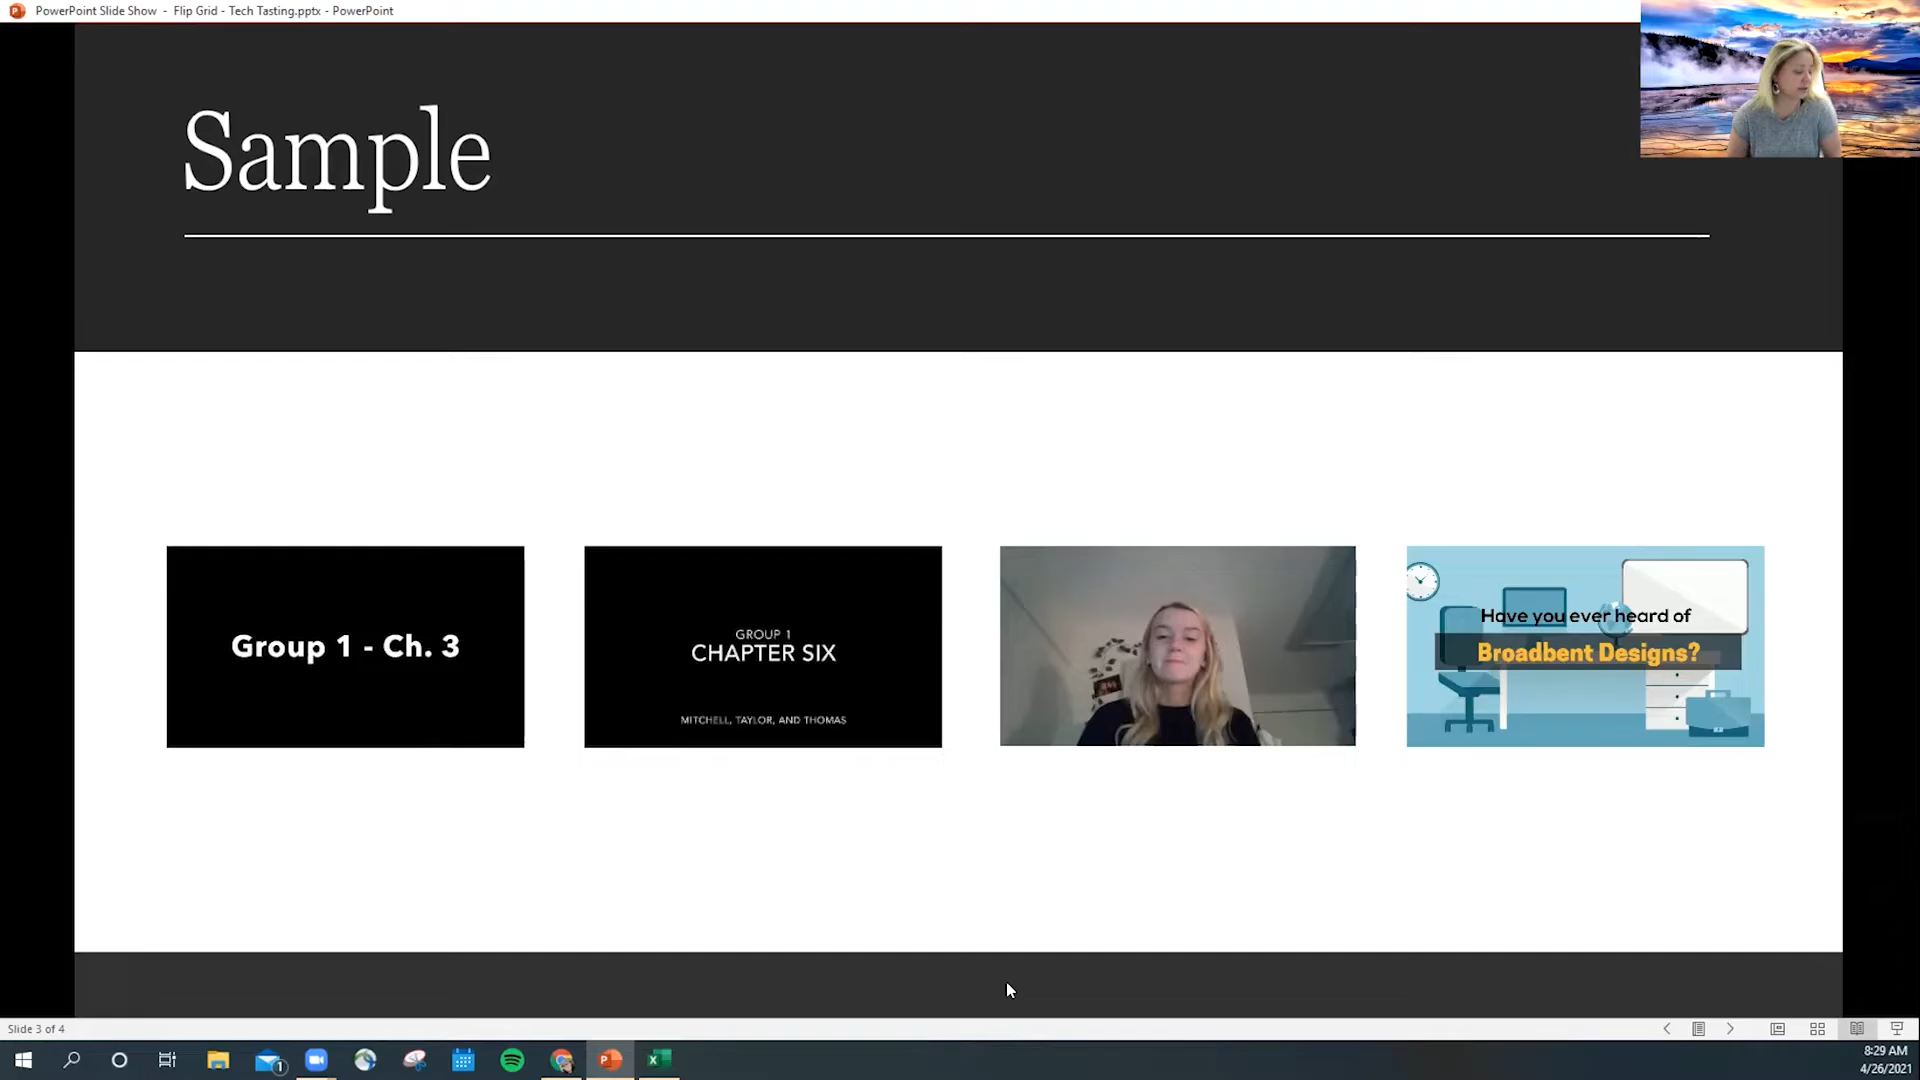 PowerPoint Slide Show - Flip Grid - Tech Tasting.pptx - PowerPoint
Sample
Group 1 - Ch. 3
GROUP 1
CHAPTER SIX
MITCHELL, TAYLOR, AND THOMAS
Have you ever heard of
Broadbent Designs?
Slide 3 of 4
1
8:29 AM
4/26/2021